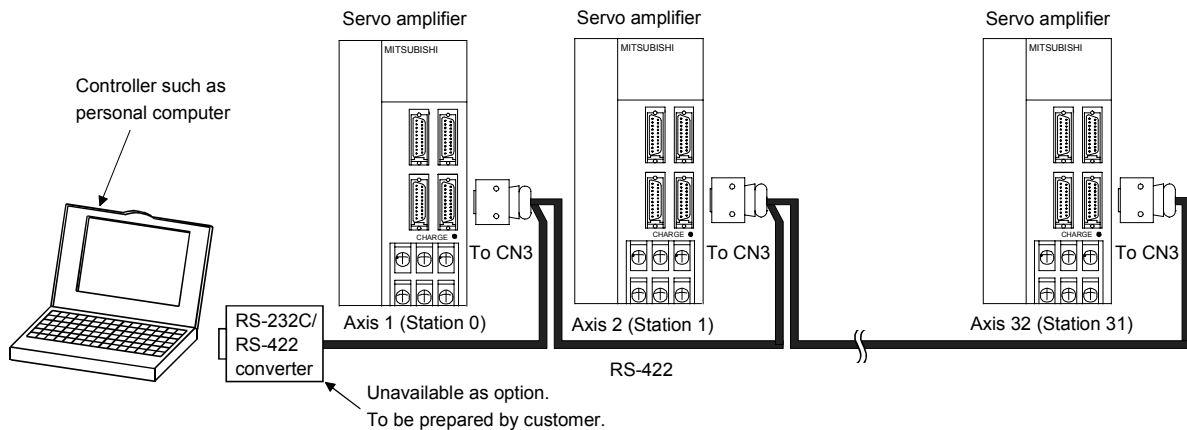 Servo amplifier
Servo amplifier
Servo amplifier
MITSUBISHI
MITSUBISHI
MITSUBISHI
Controller such as
personal computer
CHARGE
CHARGE
CHARGE
To CN3
To CN3
To CN3
RS-232C/
RS-422
converter
Axis 1 (Station 0)
Axis 2 (Station 1)
Axis 32 (Station 31)
RS-422
Unavailable as option.
To be prepared by customer.